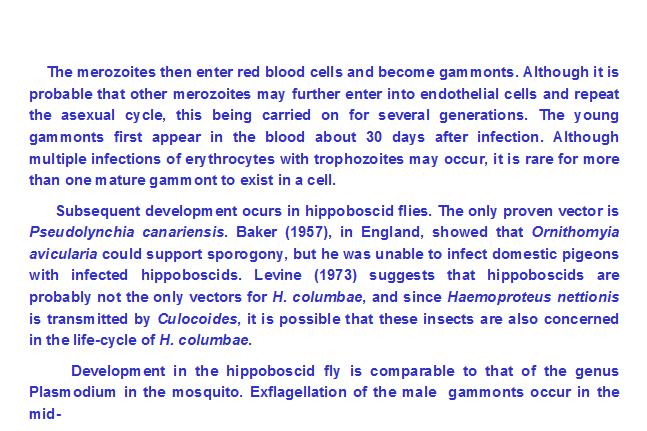 The merozoites then enter red blood cells and become gammonts. Although it is
probable that other merozoites may further enter into endothelial cells and repeat
the asexual cycle, this being carried on for several generations. The young
gammonts first appear in the blood about 30 days after infection. Although
multiple infections of erythrocytes with trophozoites may occur, it is rare for more
than one mature gammont to exist in a cell.
Subsequent development ocurs in hippoboscid flies. The only proven vector is
Pseudolynchia canariensis. Baker (1957), in England, showed that Ornithomyia
avicularia could support sporogony, but he was unable to infect domestic pigeons
with infected hippoboscids. Levine (1973) suggests that hippoboscids are
probably not the only vectors for H. columbae, and since Haemoproteus nettionis
is transmitted by Culocoides, it is possible that these insects are also concerned
in the life-cycle of H. columbae.
Development in the hippoboscid fly is comparable to that of the genus
Plasmodium in the mosquito. Exflagellation of the male gammonts occur in the
mid-